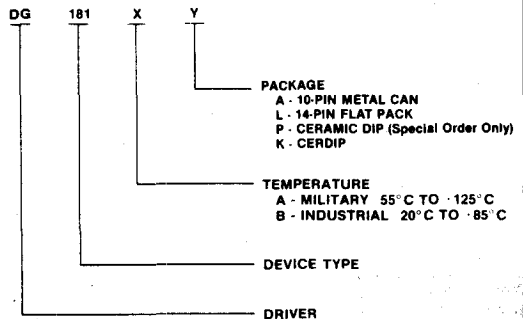 DG 181 X Y
PACKAGE
A - 10-PIN METAL CAN
L - 14-PIN FLAT PACK
P - CERAMIC DIP (Special Order Only)
K - CERDIP
TEMPERATURE
A - MILITARY 55°C TO ·125°C
B - INDUSTRIAL 20°C TO ·85°C
DEVICE TYPE
DRIVER